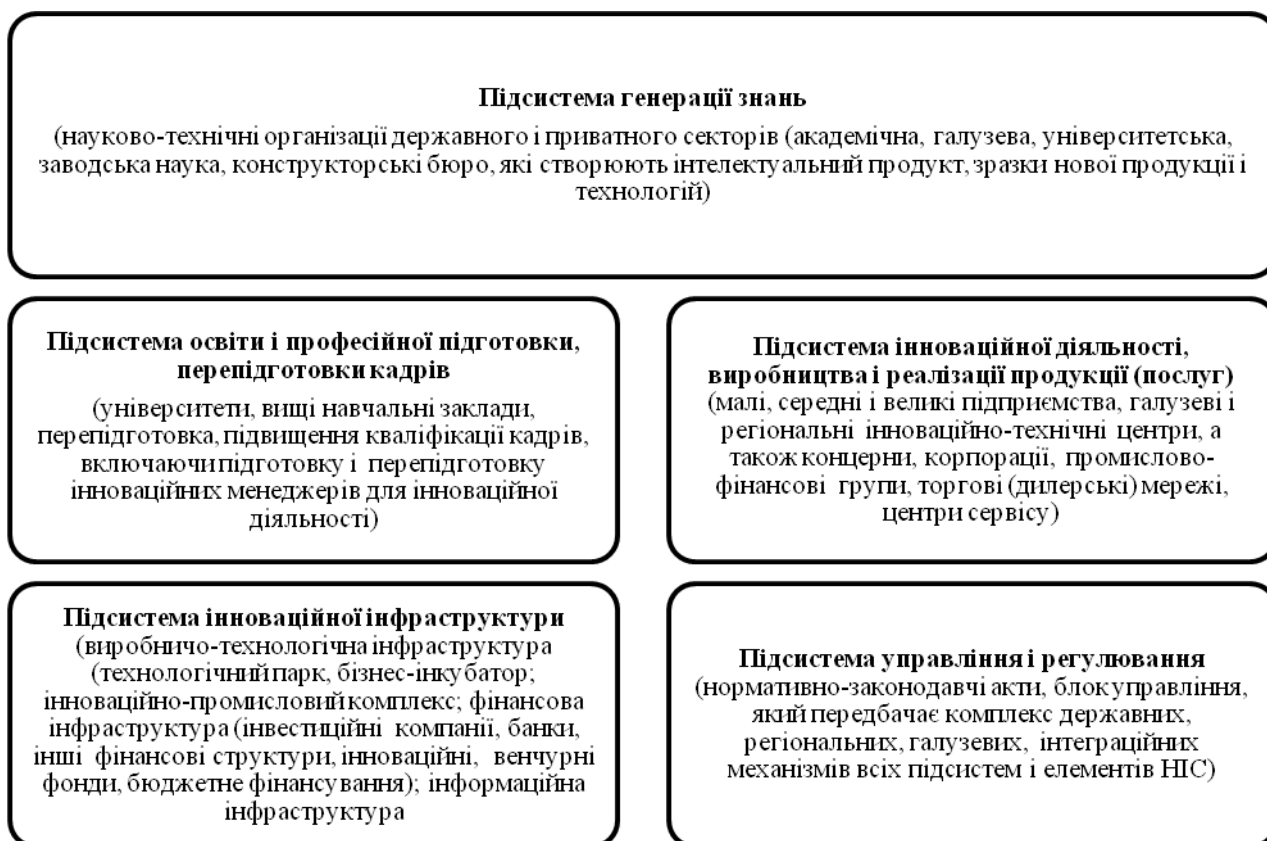 Підсистема генерації знань
(науково-технічні організації державного і приватного секторів (академічна, галузева, університетська,
заводська наука, конструкторські бюро, які створюють інтелектуальний продукт, зразки нової продукції і
технологій)
Підсистема освіти і професійної підготовки,
перепідготовки кадрів
(університети, вищі навчальні заклади,
перепідготовка, підвищення кваліфікації кадрів,
включаючи підготовку і перепідготовку
інноваційних менеджерів для інноваційної
діяльності)
Підсистема інноваційної діяльності,
виробництва і реалізації продукції (послуг)
(малі, середні і великі підприємства, галузеві і
регіональні інноваційно-технічні центри, а
також концерни, корпорації, промислово-
фінансові групи, торгові (дилерські) мережі,
центри сервісу)
Підсистема інноваційної інфраструктури
(виробничо-технологічна інфраструктура
(технологічний парк, бізнес-інкубатор;
інноваційно-промисловий комплекс; фінансова
інфраструктура (інвестиційні компанії, банки,
інші фінансові структури, інноваційні, венчурні
фонди, бюджетне фінансування); інформаційна
інфраструктура
Підсистема управління і регулювання
(нормативно-законодавчі акти, блок управління,
який передбачає комплекс державних,
регіональних, галузевих, інтеграційних
механізмів всіх підсистем і елементів НІС)